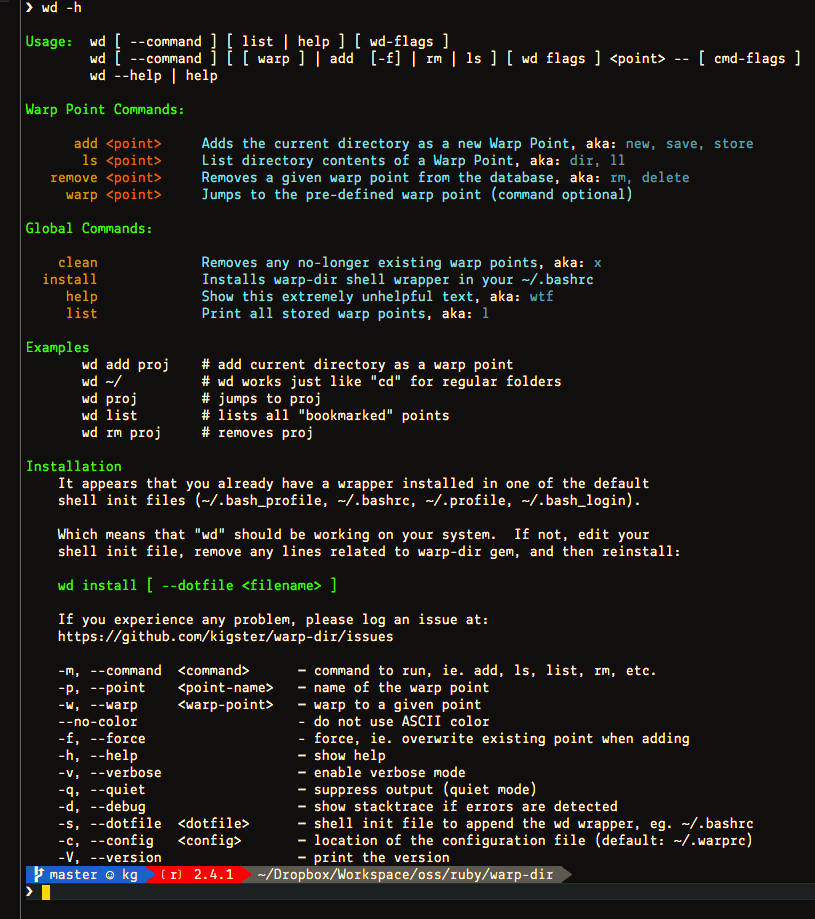 ❯ wd -h
Usage:  wd [ --command ] [ list | help ] [ wd-flags ]
        wd [ --command ] [ [ warp ] | add  [-f] | rm | ls ] [ wd flags ] <point> -- [ cmd-flags ]
        wd --help | help
Warp Point Commands:
      add <point>     Adds the current directory as a new Warp Point, aka: new, save, store
       ls <point>     List directory contents of a Warp Point, aka: dir, ll
   remove <point>     Removes a given warp point from the database, aka: rm, delete
     warp <point>     Jumps to the pre-defined warp point (command optional)
Global Commands:
    clean             Removes any no-longer existing warp points, aka: x
  install             Installs warp-dir shell wrapper in your ~/.bashrc
     help             Show this extremely unhelpful text, aka: wtf
     list             Print all stored warp points, aka: l
Examples
       wd add proj    # add current directory as a warp point
       wd ~/          # wd works just like "cd" for regular folders
       wd proj        # jumps to proj
       wd list        # lists all "bookmarked" points
       wd rm proj     # removes proj
Installation
    It appears that you already have a wrapper installed in one of the default
    shell init files (~/.bash_profile, ~/.bashrc, ~/.profile, ~/.bash_login).
    Which means that "wd" should be working on your system.  If not, edit your
    shell init file, remove any lines related to warp-dir gem, and then reinstall:
    wd install [ --dotfile <filename> ]
    If you experience any problem, please log an issue at:
    https://github.com/kigster/warp-dir/issues
    -m, --command  <command>      – command to run, ie. add, ls, list, rm, etc.
    -p, --point    <point-name>   – name of the warp point
    -w, --warp     <warp-point>   – warp to a given point
    --no-color                    - do not use ASCII color
    -f, --force                   - force, ie. overwrite existing point when adding
    -h, --help                    – show help
    -v, --verbose                 – enable verbose mode
    -q, --quiet                   – suppress output (quiet mode)
    -d, --debug                   – show stacktrace if errors are detected
    -s, --dotfile  <dotfile>      – shell init file to append the wd wrapper, eg. ~/.bashrc
    -c, --config   <config>       – location of the configuration file (default: ~/.warprc)
    -V, --version                 – print the version
master ☺ kg (r) 2.4.1 ~/Dropbox/Workspace/oss/ruby/warp-dir
❯